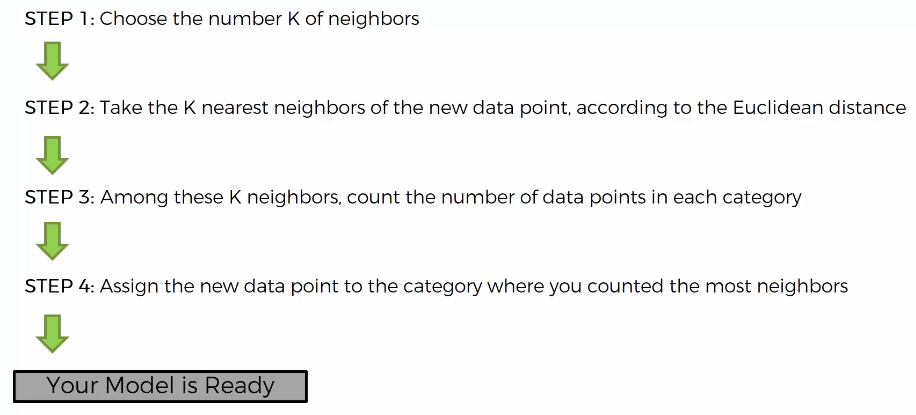 STEP 1: Choose the number K of neighbors
STEP 2: Take the K nearest neighbors of the new data point, according to the Euclidean distance
STEP 3: Among these K neighbors, count the number of data points in each category
STEP 4: Assign the new data point to the category where you counted the most neighbors
Your Model is Ready